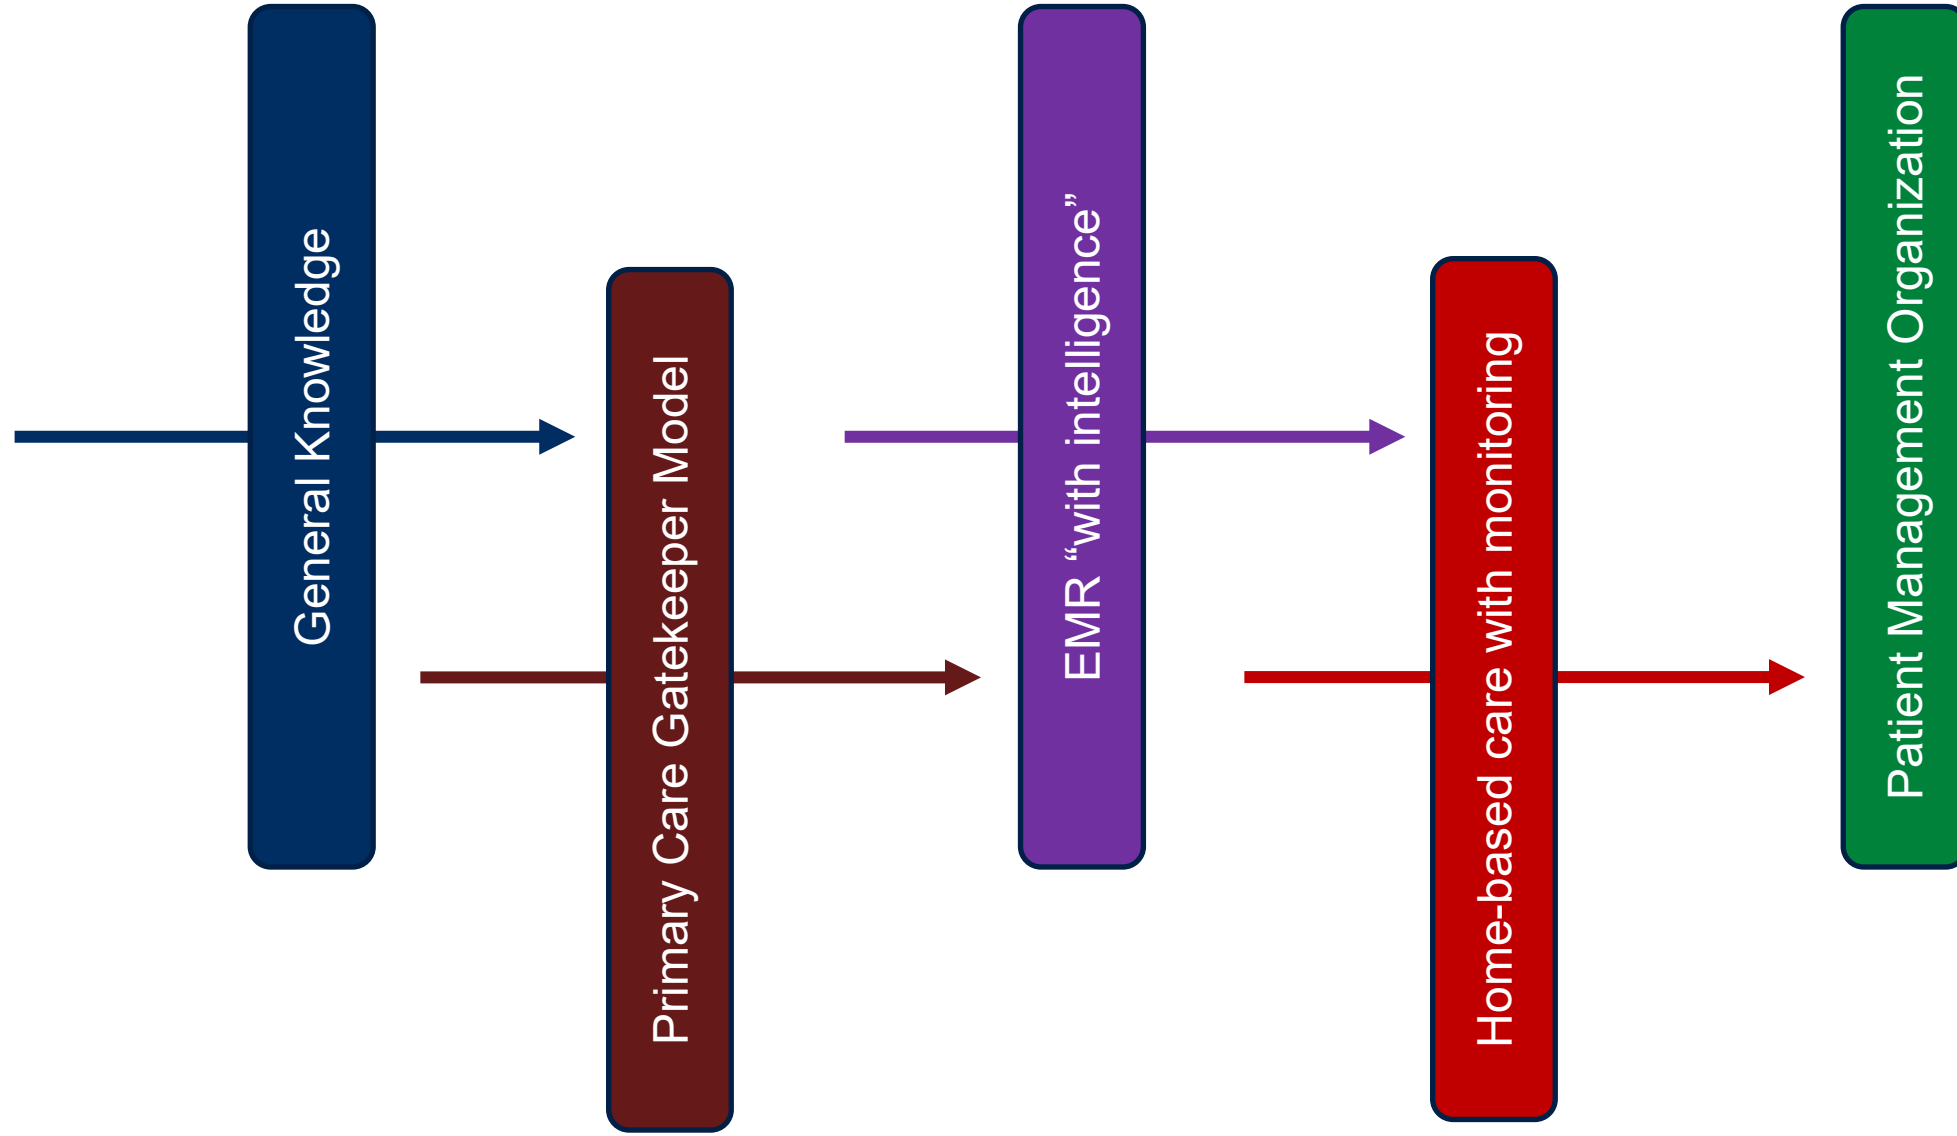 General Knowledge
Primary Care Gatekeeper Model
EMR “with intelligence”
Home-based care with monitoring
Patient Management Organization